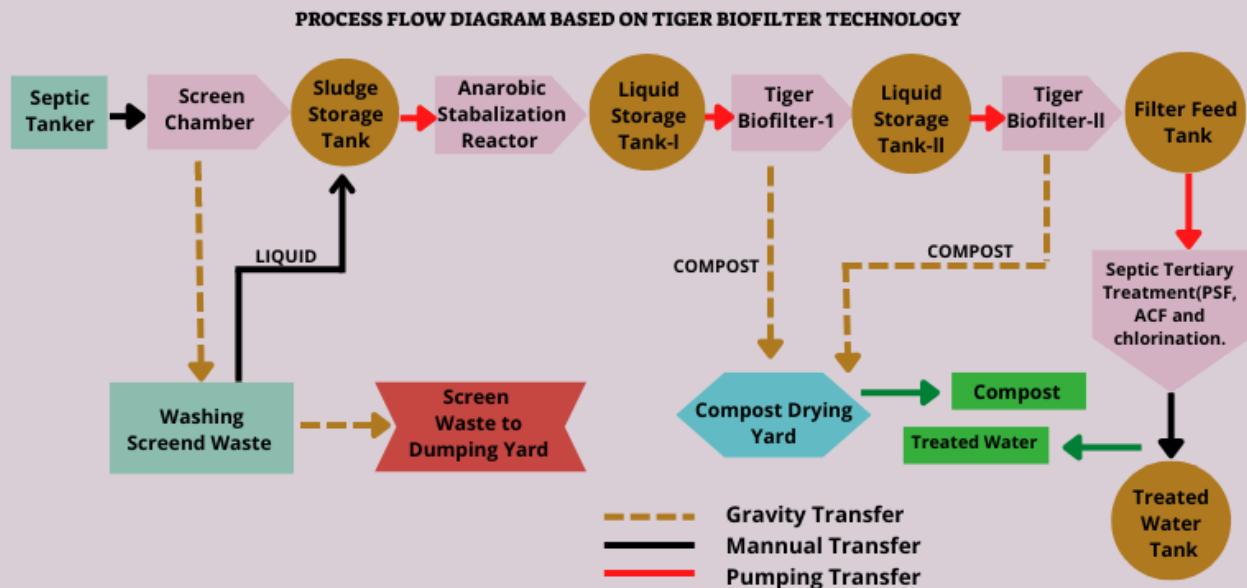 PROCESS FLOW DIAGRAM BASED ON TIGER BIOFILTER TECHNOLOGY
Septic
Tanker
Screen
Chamber
Sludge
Storage
Tank
Anarobic
Stabalization
Reactor
Liquid
Storage
Tank-I
Tiger
Biofilter-1
Liquid
Storage
Tank-II
Tiger
Biofilter-II
Filter Feed
Tank
LIQUID
COMPOST
COMPOST
Septic Tertiary
Treatment(PSF,
ACF and
chlorination.
Washing
Screend Waste
Screen
Waste to
Dumping Yard
Compost Drying
Yard
Compost
Treated Water
Treated
Water
Tank
Gravity Transfer
Mannual Transfer
Pumping Transfer